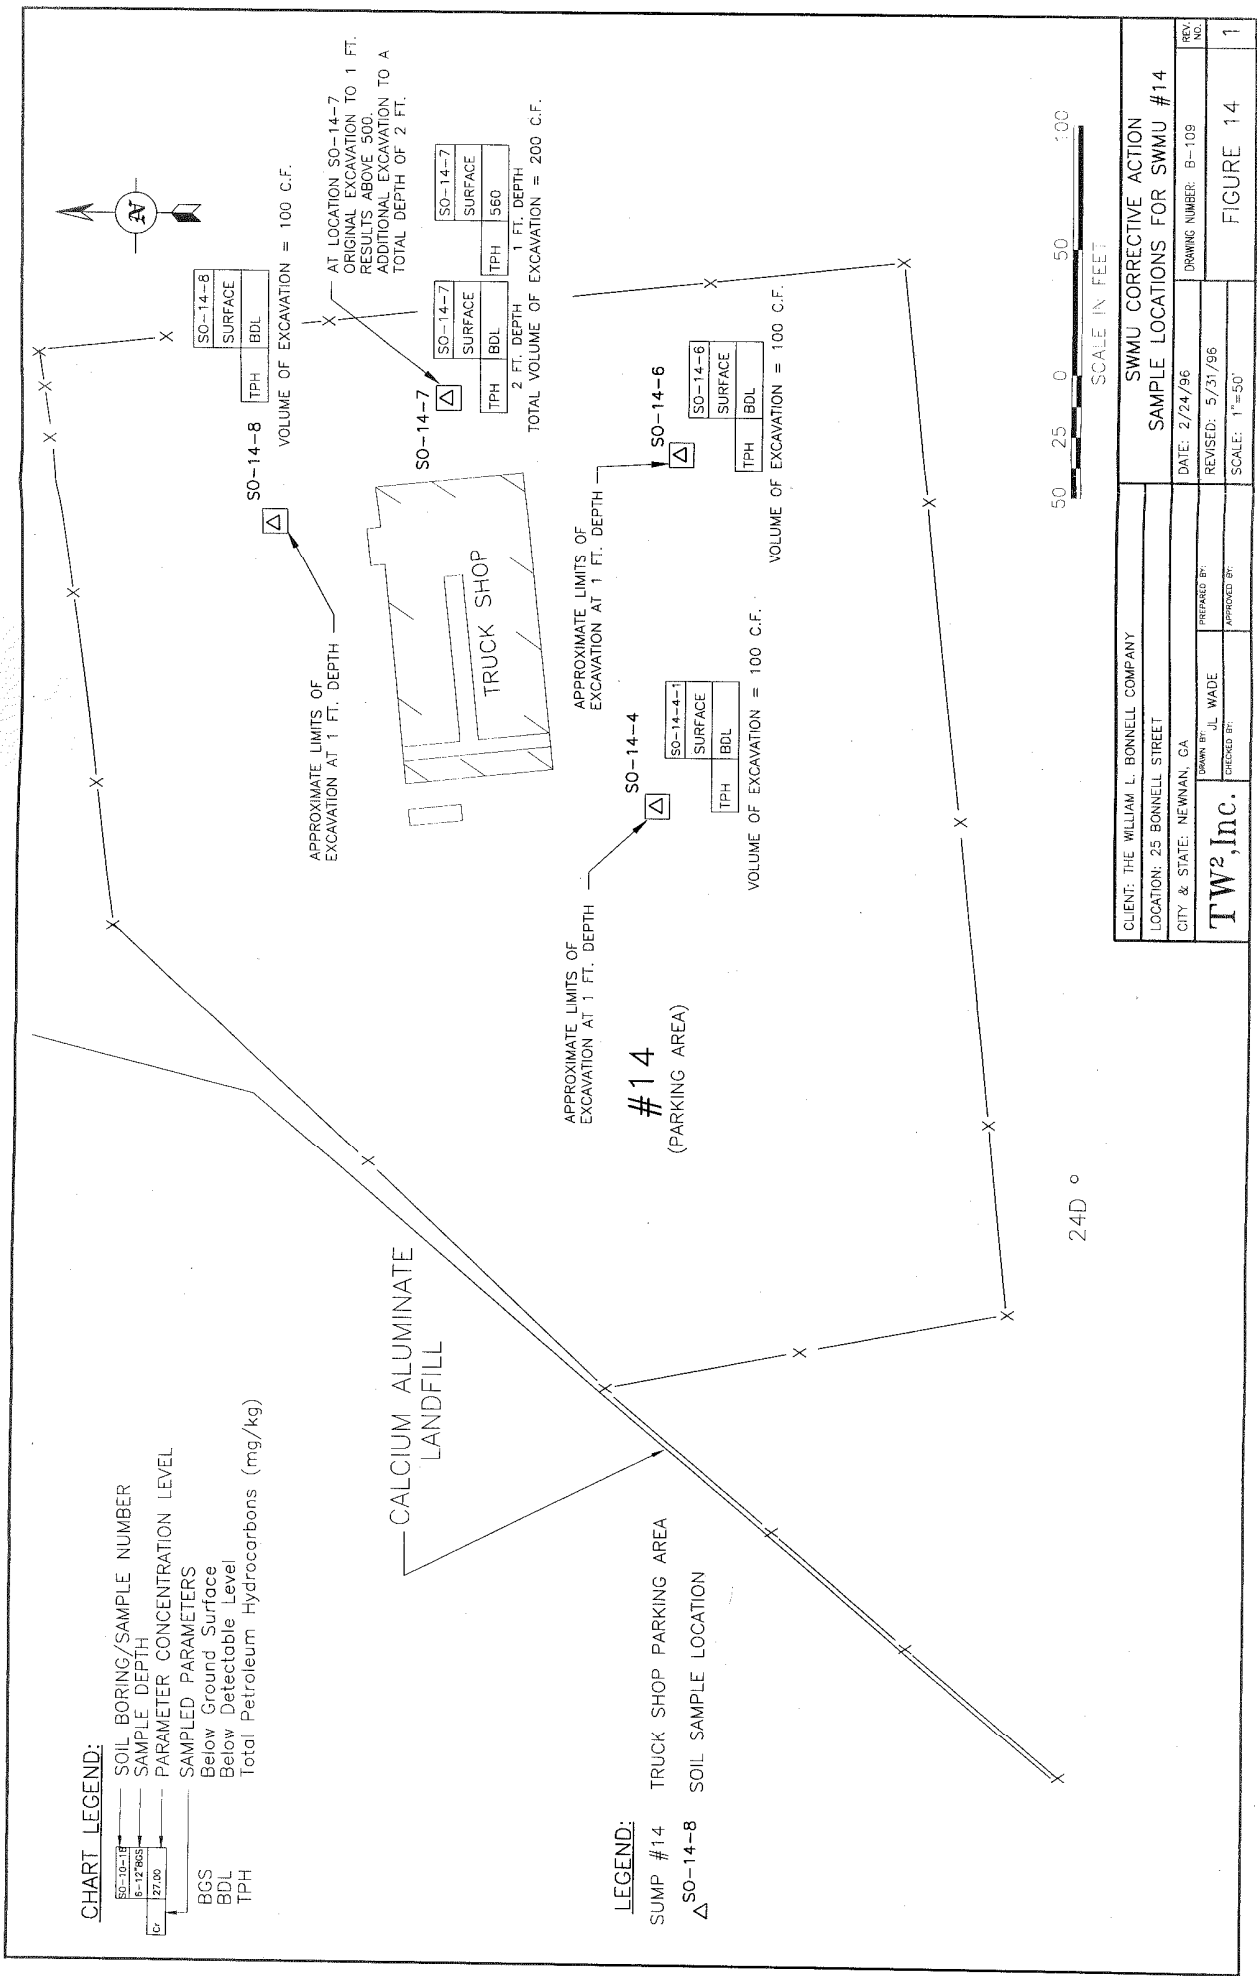 CHART LEGEND:
SO-10-1B
6-12"BGS
Cr
127.00
SOIL BORING/SAMPLE NUMBER
SAMPLE DEPTH
PARAMETER CONCENTRATION LEVEL
SAMPLED PARAMETERS
BGS Below Ground Surface
BDL Below Detectable Level
TPH Total Petroleum Hydrocarbons (mg/kg)
LEGEND:
SUMP #14 TRUCK SHOP PARKING AREA
SO-14-8 SOIL SAMPLE LOCATION
CALCIUM ALUMINATE
LANDFILL
N
APPROXIMATE LIMITS OF
EXCAVATION AT 1 FT. DEPTH
SO-14-8
SO-14-8
SURFACE
TPH BDL
VOLUME OF EXCAVATION = 100 C.F.
AT LOCATION SO-14-7
ORIGINAL EXCAVATION TO 1 FT.
RESULTS ABOVE 500.
ADDITIONAL EXCAVATION TO A
TOTAL DEPTH OF 2 FT.
SO-14-7
SO-14-7
SURFACE
TPH BDL
2 FT. DEPTH
SO-14-7
SURFACE
TPH 560
1 FT. DEPTH
TOTAL VOLUME OF EXCAVATION = 200 C.F.
TRUCK SHOP
APPROXIMATE LIMITS OF
EXCAVATION AT 1 FT. DEPTH
SO-14-6
SO-14-6
SURFACE
TPH BDL
VOLUME OF EXCAVATION = 100 C.F.
APPROXIMATE LIMITS OF
EXCAVATION AT 1 FT. DEPTH
SO-14-4
SO-14-4-1
SURFACE
TPH BDL
VOLUME OF EXCAVATION = 100 C.F.
#14
(PARKING AREA)
24D
50 25 0 50 100
SCALE IN FEET
CLIENT: THE WILLIAM L. BONNELL COMPANY
LOCATION: 25 BONNELL STREET
CITY & STATE: NEWNAN, GA
TW²,Inc.
DRAWN BY: JL WADE
PREPARED BY:
CHECKED BY:
APPROVED BY:
SWMU CORRECTIVE ACTION
SAMPLE LOCATIONS FOR SWMU #14
DATE: 2/24/96
REVISED: 5/31/96
SCALE: 1"=50'
DRAWING NUMBER: B-109
REV. NO.
FIGURE 14
1